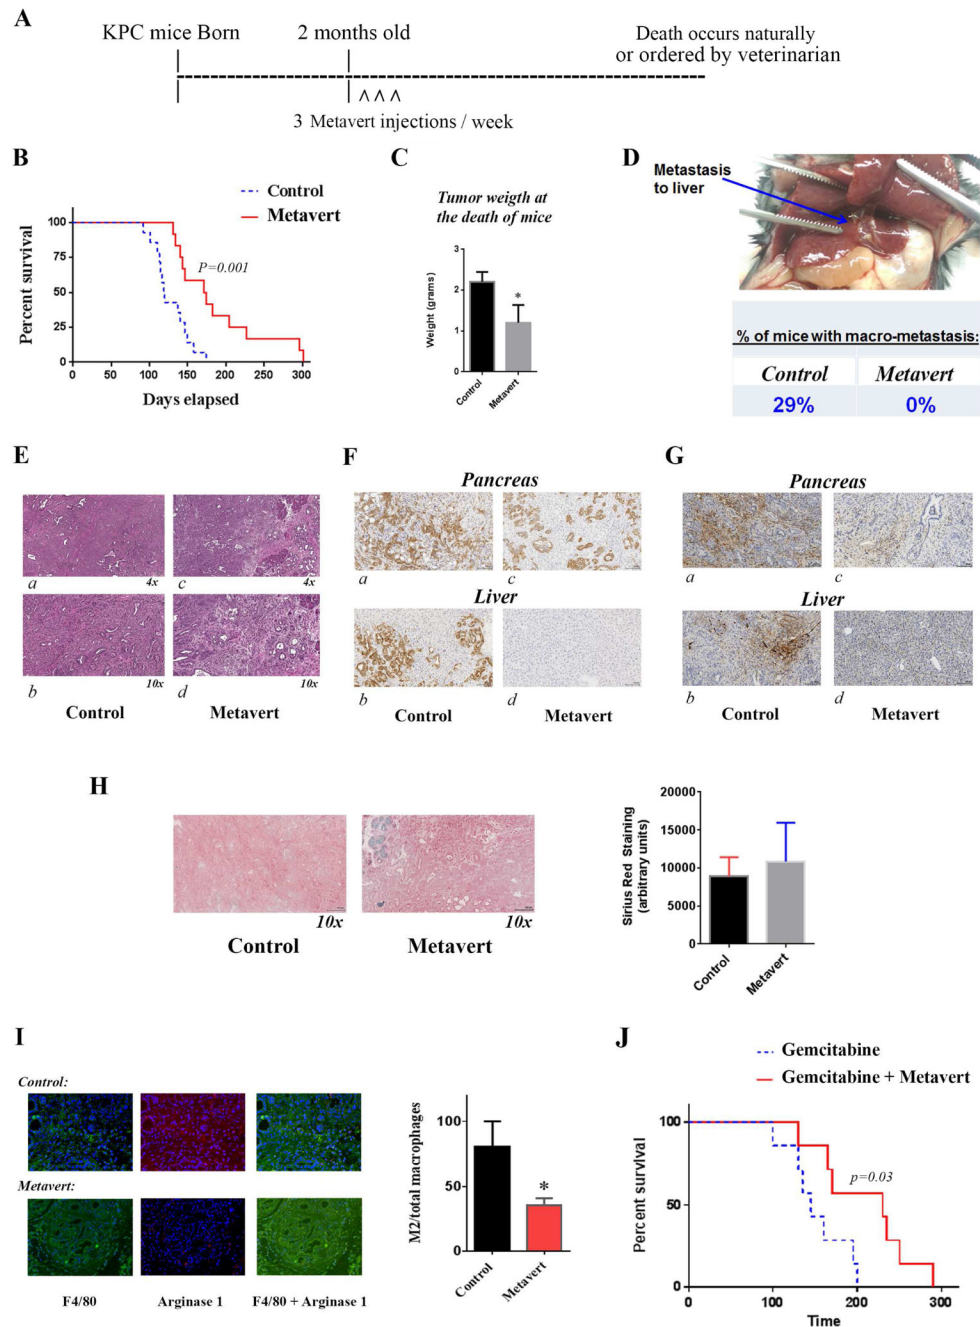 A
KPC mice Born
2 months old
Death occurs naturally
or ordered by veterinarian
^ ^ ^
3 Metavert injections / week
B
Control
Metavert
P=0.001
Percent survival
100
75
50
25
0
0 50 100 150 200 250 300
Days elapsed
C
Tumor weigth at
the death of mice
Weight (grams)
3
2
1
0
*
Control
Metavert
D
Metastasis
to liver
% of mice with macro-metastasis:
Control Metavert
29% 0%
E
a 4x
c 4x
b 10x
d 10x
Control Metavert
F
Pancreas
a c
Liver
b d
Control Metavert
G
Pancreas
a c
Liver
b d
Control Metavert
H
10x 10x
Control Metavert
Sirius Red Staining
(arbitrary units)
20000
15000
10000
5000
0
Control
Metavert
I
Control:
Metavert:
F4/80 Arginase 1 F4/80 + Arginase 1
M2/total macrophages
100
50
0
*
Control
Metavert
J
Gemcitabine
Gemcitabine + Metavert
p=0.03
Percent survival
100
50
0
0 100 200 300
Time